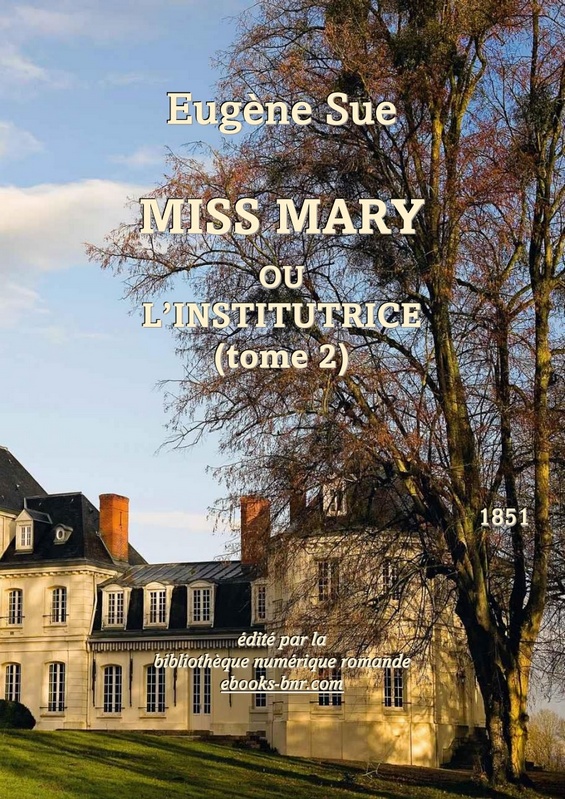 Eugène Sue
MISS MARY
OU
L’INSTITUTRICE
(tome 2)
1851
édité par la
bibliothèque numérique romande
ebooks-bnr.com